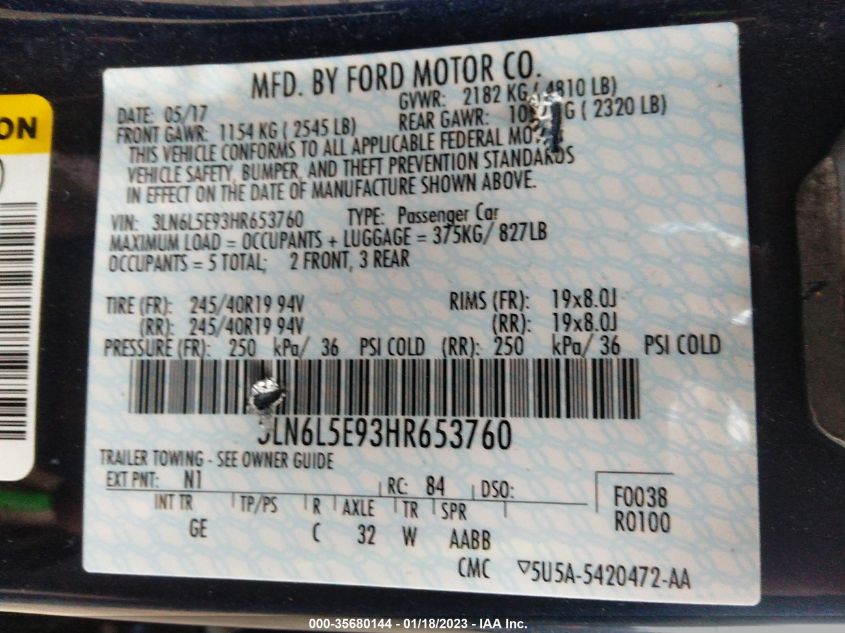 ON
MFD. BY FORD MOTOR CO.
DATE: 05/17 GVWR: 2182 KG ( 4810 LB)
FRONT GAWR: 1154 KG ( 2545 LB) REAR GAWR: G ( 2320 LB)
THIS VEHICLE CONFORMS TO ALL APPLICABLE FEDERAL MO
VEHICLE SAFETY, BUMPER, AND THEFT PREVENTION STANDARDS
IN EFFECT ON THE DATE OF MANUFACTURE SHOWN ABOVE.
VIN: 3LN6L5E93HR653760 TYPE: Passenger Car
MAXIMUM LOAD = OCCUPANTS + LUGGAGE = 375KG/ 827LB
OCCUPANTS = 5 TOTAL; 2 FRONT, 3 REAR
TIRE (FR): 245/40R19 94V RIMS (FR): 19x8.0J
(RR): 245/40R19 94V (RR): 19x8.0J
PRESSURE (FR): 250 kPa/ 36 PSI COLD (RR): 250 kPa/ 36 PSI COLD
3LN6L5E93HR653760
TRAILER TOWING - SEE OWNER GUIDE
EXT PNT: N1 RC: 84 DSO: F0038
INT TR TP/PS R AXLE TR SPR R0100
GE C 32 W AABB
CMC ▽5U5A-5420472-AA
000-35680144 - 01/18/2023 - IAA Inc.